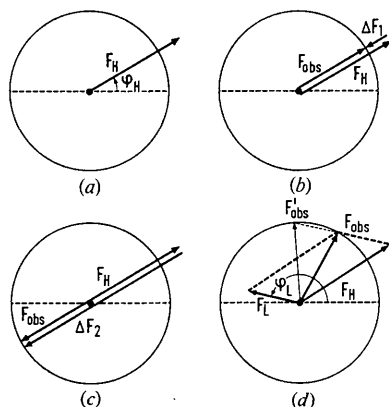 F_H
φ_H
(a)
ΔF_1
F_obs
F_H
(b)
F_H
F_obs
ΔF_2
(c)
F'_obs
F_obs
φ_L
F_L
F_H
(d)